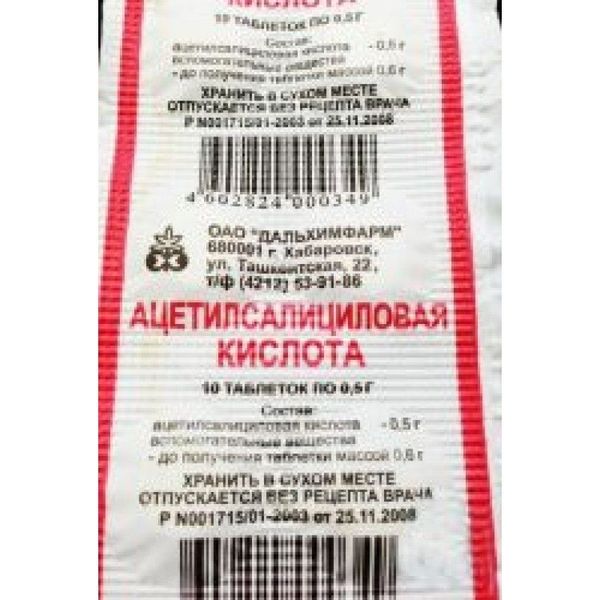 КИСЛОТА
10 ТАБЛЕТОК ПО 0,5 Г
Состав:
ацетилсалициловая кислота - 0,5 г
вспомогательные вещества
- до получения таблетки массой 0,6 г
ХРАНИТЬ В СУХОМ МЕСТЕ
ОТПУСКАЕТСЯ БЕЗ РЕЦЕПТА ВРАЧА
Р N001715/01-2003 от 25.11.2008
4 602824 000349
ОАО "ДАЛЬХИМФАРМ"
680001 г. Хабаровск,
ул. Ташкентская, 22,
т/ф (4212) 53-91-86
АЦЕТИЛСАЛИЦИЛОВАЯ
КИСЛОТА
10 ТАБЛЕТОК ПО 0,5 Г
Состав:
ацетилсалициловая кислота - 0,5 г
вспомогательные вещества
- до получения таблетки массой 0,6 г
ХРАНИТЬ В СУХОМ МЕСТЕ
ОТПУСКАЕТСЯ БЕЗ РЕЦЕПТА ВРАЧА
Р N001715/01-2003 от 25.11.2008